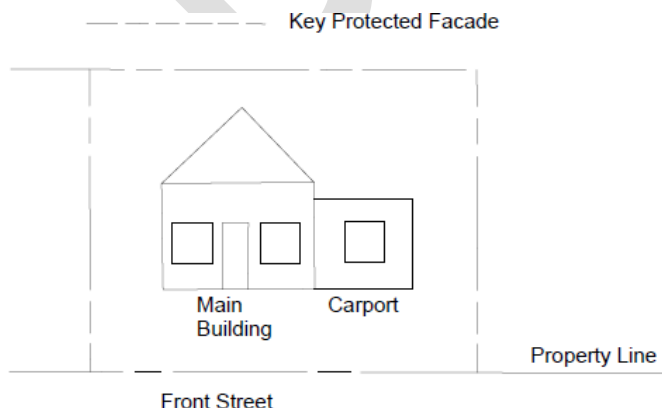 Key Protected Facade
Main
Building
Carport
Property Line
Front Street